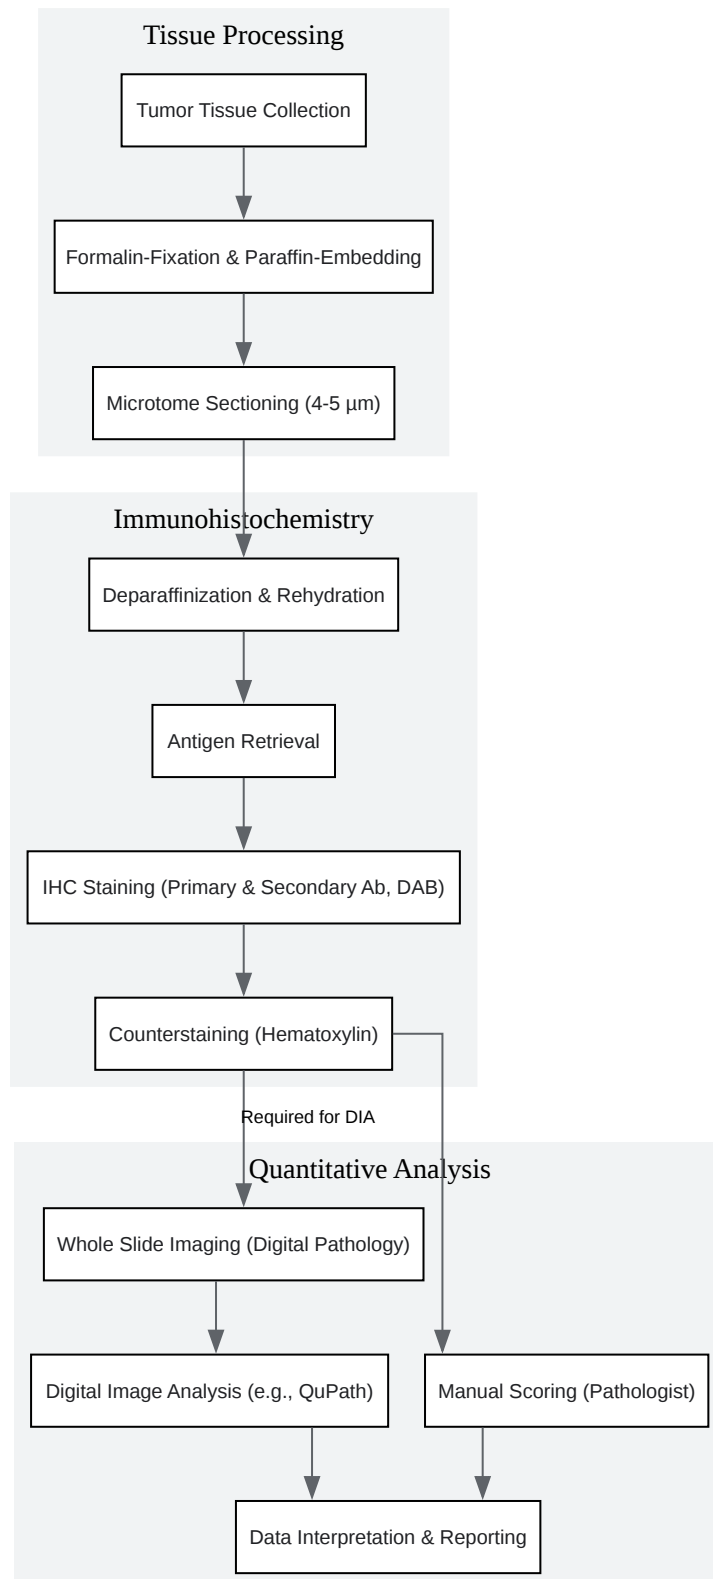 Tissue Processing
Tumor Tissue Collection
Formalin-Fixation & Paraffin-Embedding
Microtome Sectioning (4-5 µm)
Immunohistochemistry
Deparaffinization & Rehydration
Antigen Retrieval
IHC Staining (Primary & Secondary Ab, DAB)
Counterstaining (Hematoxylin)
Required for DIA
Quantitative Analysis
Whole Slide Imaging (Digital Pathology)
Digital Image Analysis (e.g., QuPath)
Manual Scoring (Pathologist)
Data Interpretation & Reporting